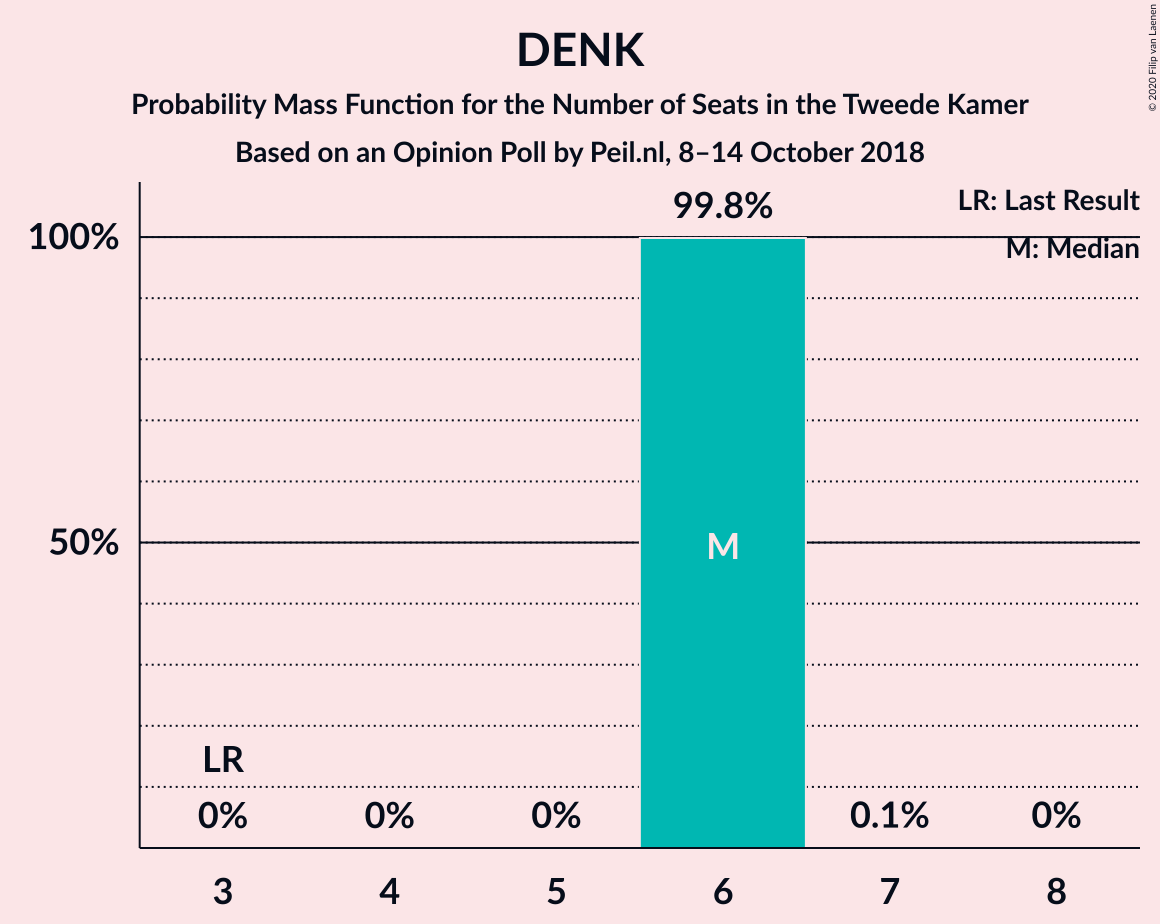 DENK
Probability Mass Function for the Number of Seats in the Tweede Kamer
Based on an Opinion Poll by Peil.nl, 8–14 October 2018
© 2020 Filip van Laenen
LR: Last Result
M: Median
99.8%
100%
50%
M
LR
0%
0%
0%
0.1%
0%
3
4
5
6
7
8